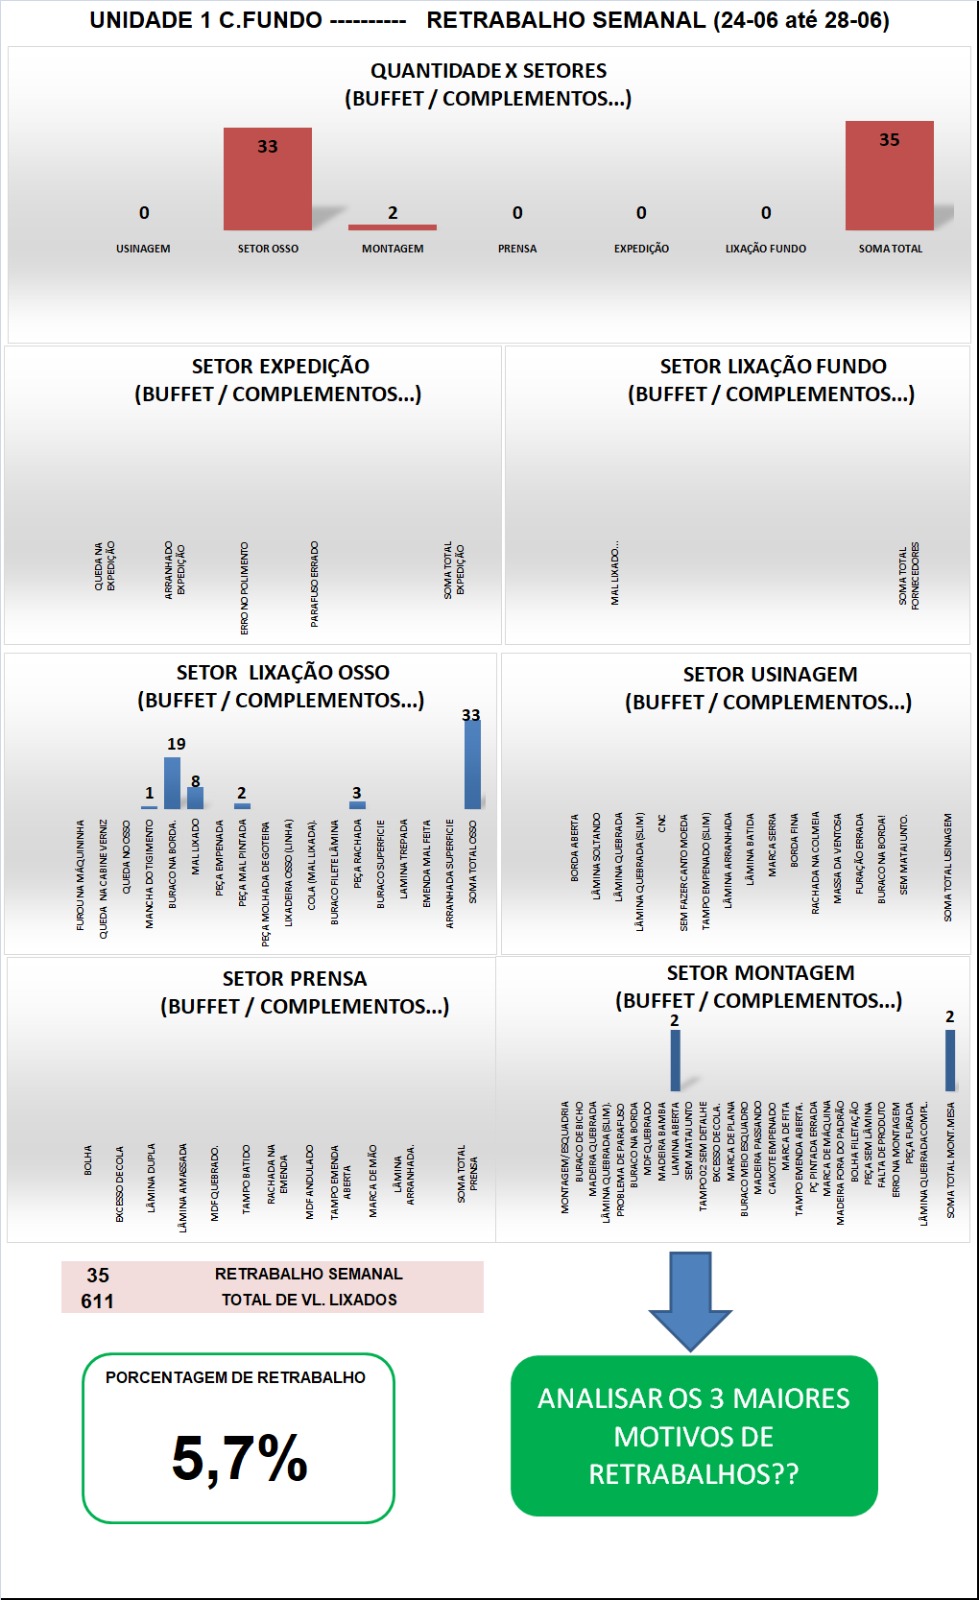 UNIDADE 1 C.FUNDO ---------- RETRABALHO SEMANAL (24-06 até 28-06)
QUANTIDADE X SETORES
(BUFFET / COMPLEMENTOS...)
0
33
2
0
0
0
35
USINAGEM
SETOR OSSO
MONTAGEM
PRENSA
EXPEDIÇÃO
LIXAÇÃO FUNDO
SOMA TOTAL
SETOR EXPEDIÇÃO
(BUFFET / COMPLEMENTOS...)
QUEDA NA
EXPEDIÇÃO
ARRANHADO
EXPEDIÇÃO
ERRO NO POLIMENTO
PARAFUSO ERRADO
SOMA TOTAL
EXPEDIÇÃO
SETOR LIXAÇÃO FUNDO
(BUFFET / COMPLEMENTOS...)
MAL LIXADO...
SOMA TOTAL
FORNECEDORES
SETOR LIXAÇÃO OSSO
(BUFFET / COMPLEMENTOS...)
1
19
8
2
3
33
FUROU NA MÁQUININHA
QUEDA NA CABINE VERNIZ
QUEDA NO OSSO
MANCHA DO TIGIMENTO
BURACO NA BORDA.
MAL LIXADO
PEÇA EMPENADA
PEÇA MAL PINTADA
PEÇA MOLHADA DE GOTEIRA
LIXADEIRA OSSO (LINHA)
COLA (MAL LIXADA).
BURACO FILETE LÂMINA
PEÇA RACHADA
BURACO SUPERFICIE
LAMINA TREPADA
EMENDA MAL FEITA
ARRANHADA SUPERFICIE
SOMA TOTAL OSSO
SETOR USINAGEM
(BUFFET / COMPLEMENTOS...)
BORDA ABERTA
LÂMINA SOLTANDO
LÂMINA QUEBRADA
LÂMINA QUEBRADA (SLIM)
CNC
SEM FAZER CANTO MOEDA
TAMPO EMPENADO (SLIM)
LÂMINA ARRANHADA
LÂMINA BATIDA
MARCA SERRA
BORDA FINA
RACHADA NA COLMEIA
MASSA DA VENTOSA
FURAÇÃO ERRADA
BURACO NA BORDA!
SEM MATAJUNTO.
SOMA TOTAL USINAGEM
SETOR PRENSA
(BUFFET / COMPLEMENTOS...)
BOLHA
EXCESSO DE COLA
LÂMINA DUPLA
LÂMINA AMASSADA
MDF QUEBRADO.
TAMPO BATIDO
RACHADA NA
EMENDA
MDF ANDULADO
TAMPO EMENDA
ABERTA
MARCA DE MÃO
LÂMINA
ARRANHADA.
SOMA TOTAL
PRENSA
SETOR MONTAGEM
(BUFFET / COMPLEMENTOS...)
2
2
MONTAGEM/ ESQUADRIA
BURACO DE BICHO
MADEIRA QUEBRADA
LÂMINA QUEBRADA (SLIM).
PROBLEMA DE PARAFUSO
BURACO NA BORDA
MDF QUEBRADO
MADEIRA BAMBA
LAMINA ABERTA
SEM MATAJUNTO
TAMPO 02 SEM DETALHE
EXCESSO DE COLA.
MARCA DE PLANA
BURACO MEIO ESQUADRO
MADEIRA PASSANDO
CAIXOTE EMPENADO
MARCA DE FITA
TAMPO EMENDA ABERTA.
PÇ PINTADA ERRADA
MARCA DE MÁQUINA
MADEIRA FORA DO PADRÃO
BOLHA FILETAÇÃO
PEÇA SEM LÂMINA
FALTA DE PRODUTO
ERRO NA MONTAGEM
PEÇA FURADA
LÂMINA QUEBRADACOMPL.
SOMA TOTAL MONT. MESA
35 RETRABALHO SEMANAL
611 TOTAL DE VL. LIXADOS
PORCENTAGEM DE RETRABALHO
5,7%
ANALISAR OS 3 MAIORES
MOTIVOS DE
RETRABALHOS??